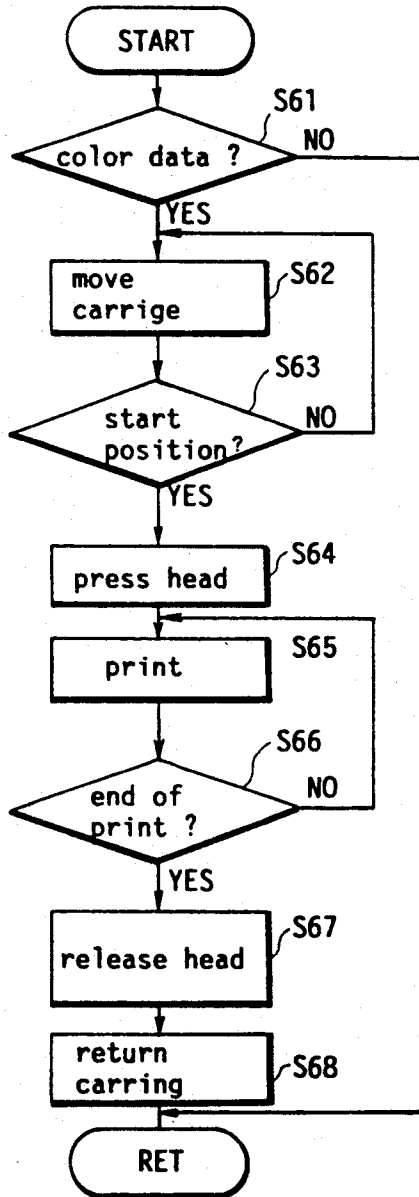 START
S61
color data ?
NO
YES
move
carrige
S62
S63
start
position?
NO
YES
press head
S64
print
S65
S66
end of
print ?
NO
YES
release head
S67
return
carring
S68
RET